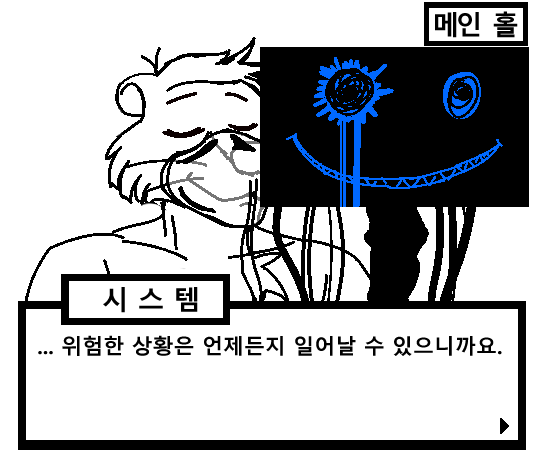 메인 홀
시 스 템
... 위험한 상황은 언제든지 일어날 수 있으니까요.